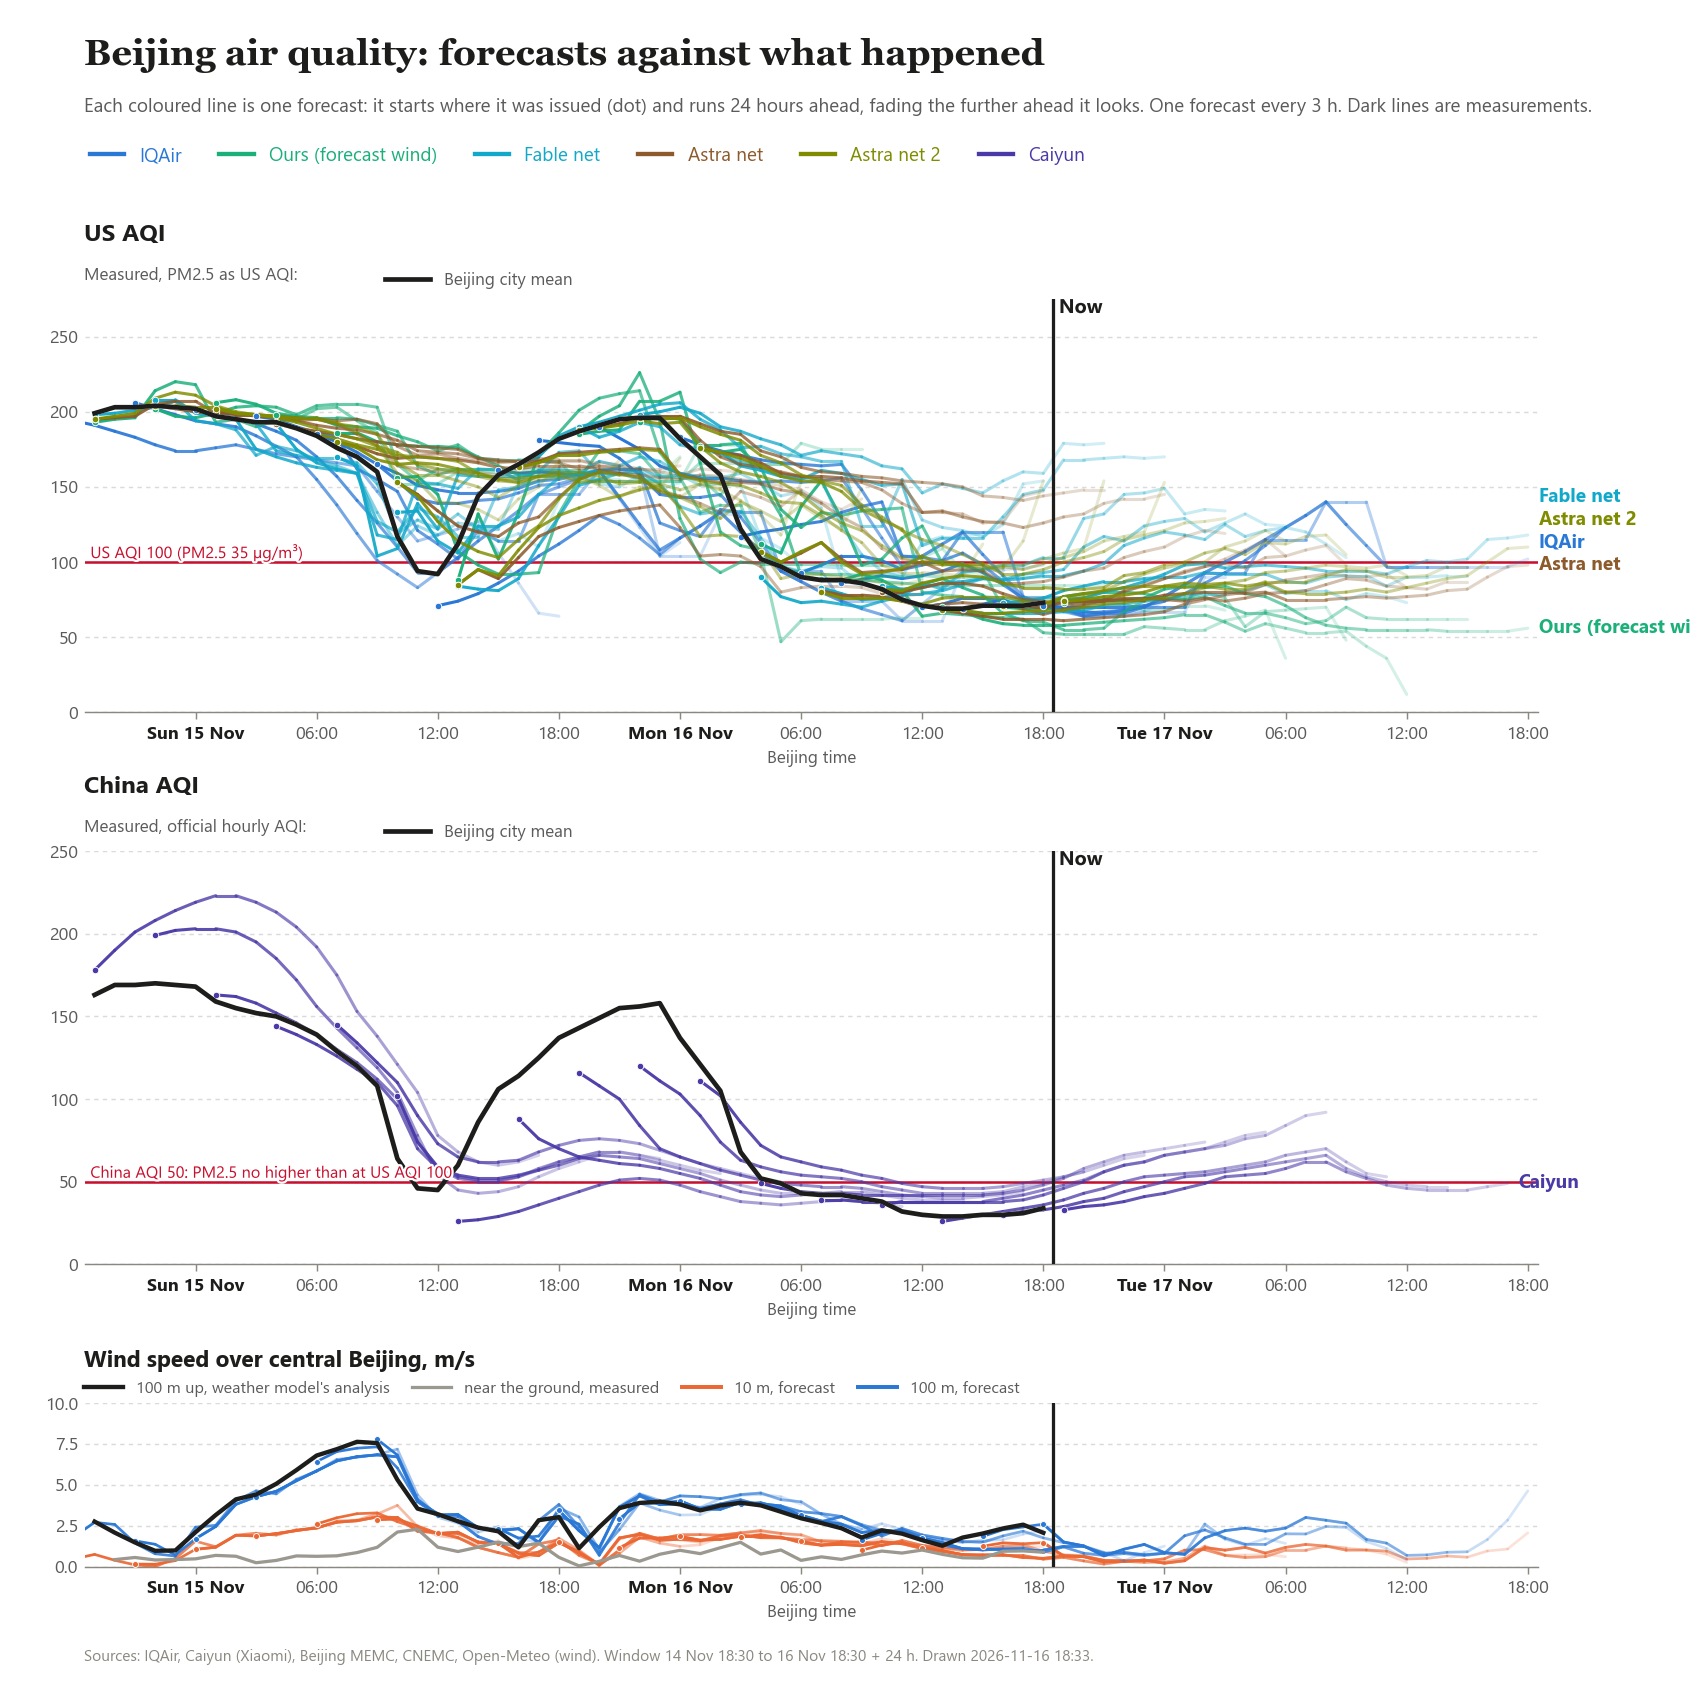 Beijing air quality: forecasts against what happened
Each coloured line is one forecast: it starts where it was issued (dot) and runs 24 hours ahead, fading the further ahead it looks. One forecast every 3 h. Dark lines are measurements.
IQAir Ours (forecast wind) Fable net Astra net Astra net 2 Caiyun
US AQI
Measured, PM2.5 as US AQI: Beijing city mean
Now
250
200
150
100
50
0
US AQI 100 (PM2.5 35 µg/m³)
Fable net
Astra net 2
IQAir
Astra net
Ours (forecast wi
Sun 15 Nov 06:00 12:00 18:00 Mon 16 Nov 06:00 12:00 18:00 Tue 17 Nov 06:00 12:00 18:00
Beijing time
China AQI
Measured, official hourly AQI: Beijing city mean
Now
250
200
150
100
50
0
China AQI 50: PM2.5 no higher than at US AQI 100
Caiyun
Sun 15 Nov 06:00 12:00 18:00 Mon 16 Nov 06:00 12:00 18:00 Tue 17 Nov 06:00 12:00 18:00
Beijing time
Wind speed over central Beijing, m/s
100 m up, weather model's analysis near the ground, measured 10 m, forecast 100 m, forecast
10.0
7.5
5.0
2.5
0.0
Sun 15 Nov 06:00 12:00 18:00 Mon 16 Nov 06:00 12:00 18:00 Tue 17 Nov 06:00 12:00 18:00
Beijing time
Sources: IQAir, Caiyun (Xiaomi), Beijing MEMC, CNEMC, Open-Meteo (wind). Window 14 Nov 18:30 to 16 Nov 18:30 + 24 h. Drawn 2026-11-16 18:33.